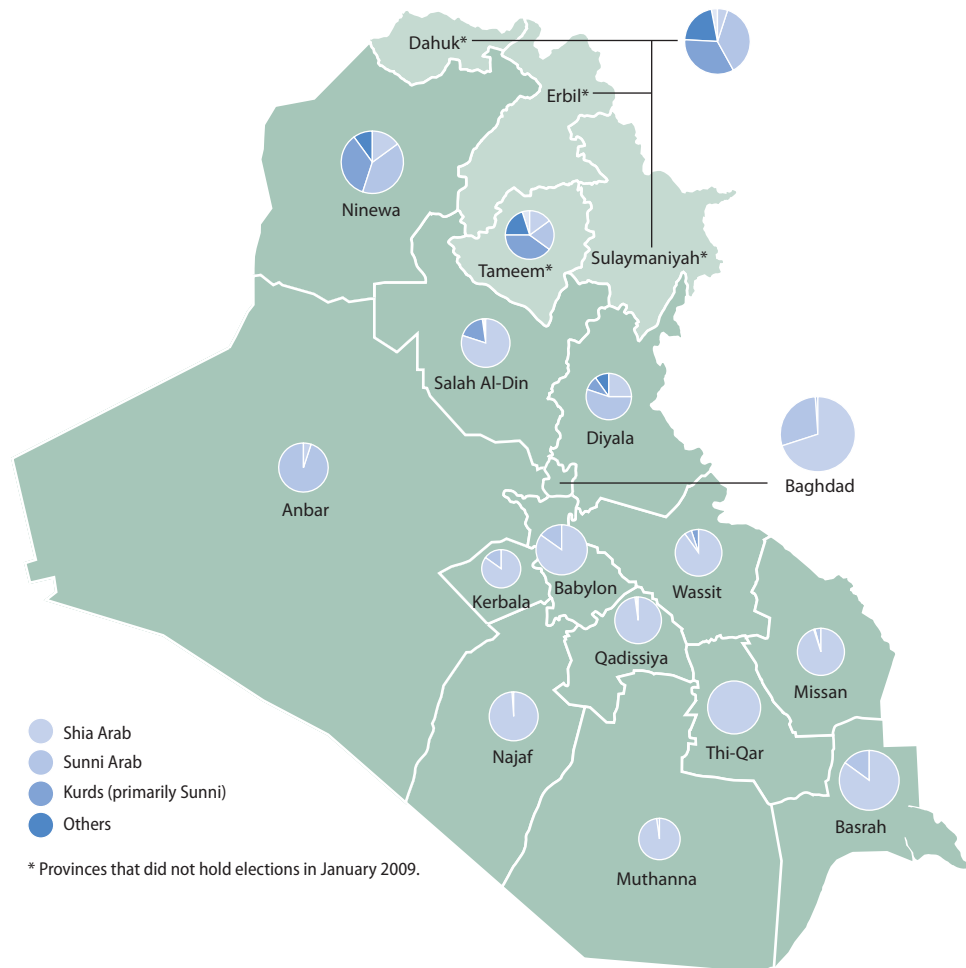 Dahuk*
Erbil*
Ninewa
Sulaymaniyah*
Tameem*
Salah Al-Din
Diyala
Baghdad
Anbar
Babylon
Wassit
Kerbala
Qadissiya
Missan
Najaf
Thi-Qar
Basrah
Muthanna
Shia Arab
Sunni Arab
Kurds (primarily Sunni)
Others
* Provinces that did not hold elections in January 2009.